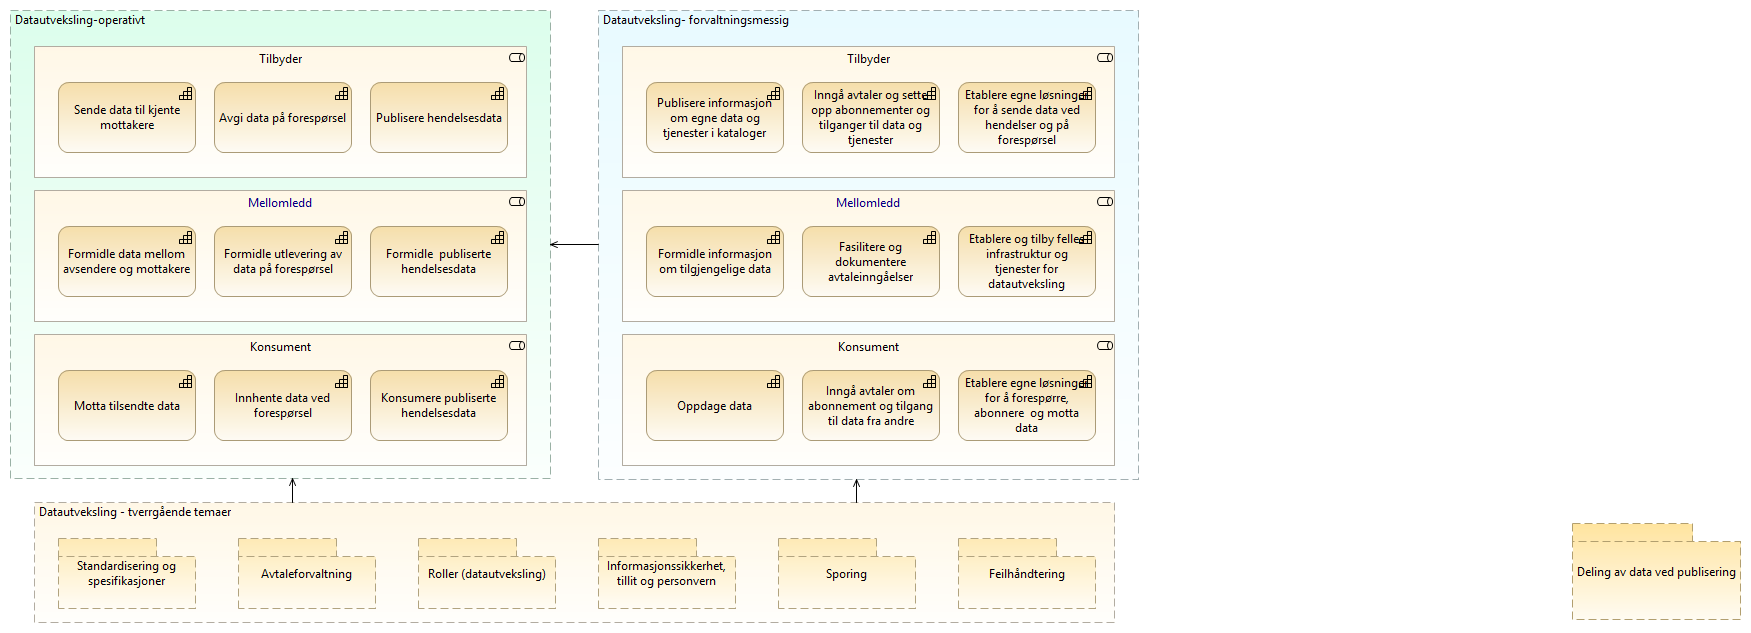 Datautveksling-operativt
Tilbyder
Sende data til kjente
mottakere
Avgi data på forespørsel
Publisere hendelsesdata
Mellomledd
Formidle data mellom
avsendere og mottakere
Formidle utlevering av
data på forespørsel
Formidle  publiserte
hendelsesdata
Konsument
Motta tilsendte data
Innhente data ved
forespørsel
Konsumere publiserte
hendelsesdata
Datautveksling- forvaltningsmessig
Tilbyder
Publisere informasjon
om egne data og
tjenester i kataloger
Inngå avtaler og sette
opp abonnementer og
tilganger til data og
tjenester
Etablere egne løsninger
for å sende data ved
hendelser og på
forespørsel
Mellomledd
Formidle informasjon
om tilgjengelige data
Fasilitere og
dokumentere
avtaleinngåelser
Etablere og tilby felles
infrastruktur og
tjenester for
datautveksling
Konsument
Oppdage data
Inngå avtaler om
abonnement og tilgang
til data fra andre
Etablere egne løsninger
for å forespørre,
abonnere  og motta
data
Datautveksling - tverrgående temaer
Standardisering og
spesifikasjoner
Avtaleforvaltning
Roller (datautveksling)
Informasjonssikkerhet,
tillit og personvern
Sporing
Feilhåndtering
Deling av data ved publisering